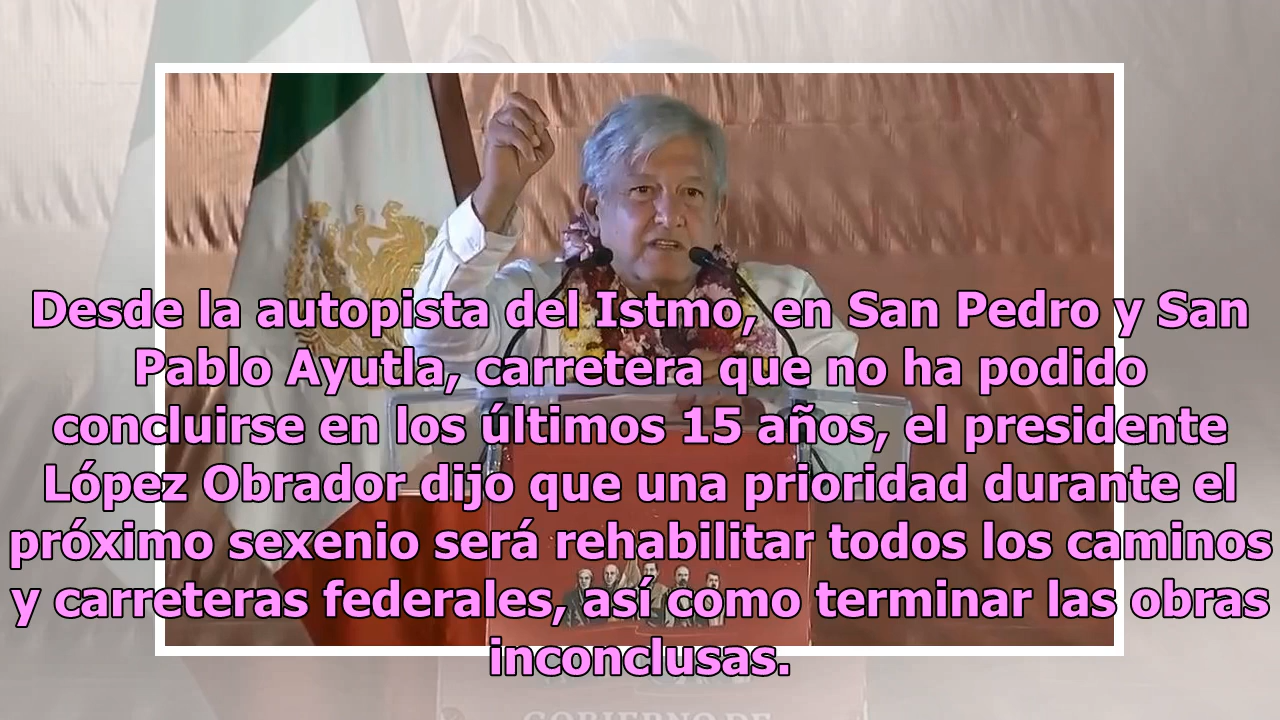 Desde la autopista del Istmo, en San Pedro y San
Pablo Ayutla, carretera que no ha podido
concluirse en los últimos 15 años, el presidente
López Obrador dijo que una prioridad durante el
próximo sexenio será rehabilitar todos los caminos
y carreteras federales, así como terminar las obras
inconclusas.
GOBIERNO DE